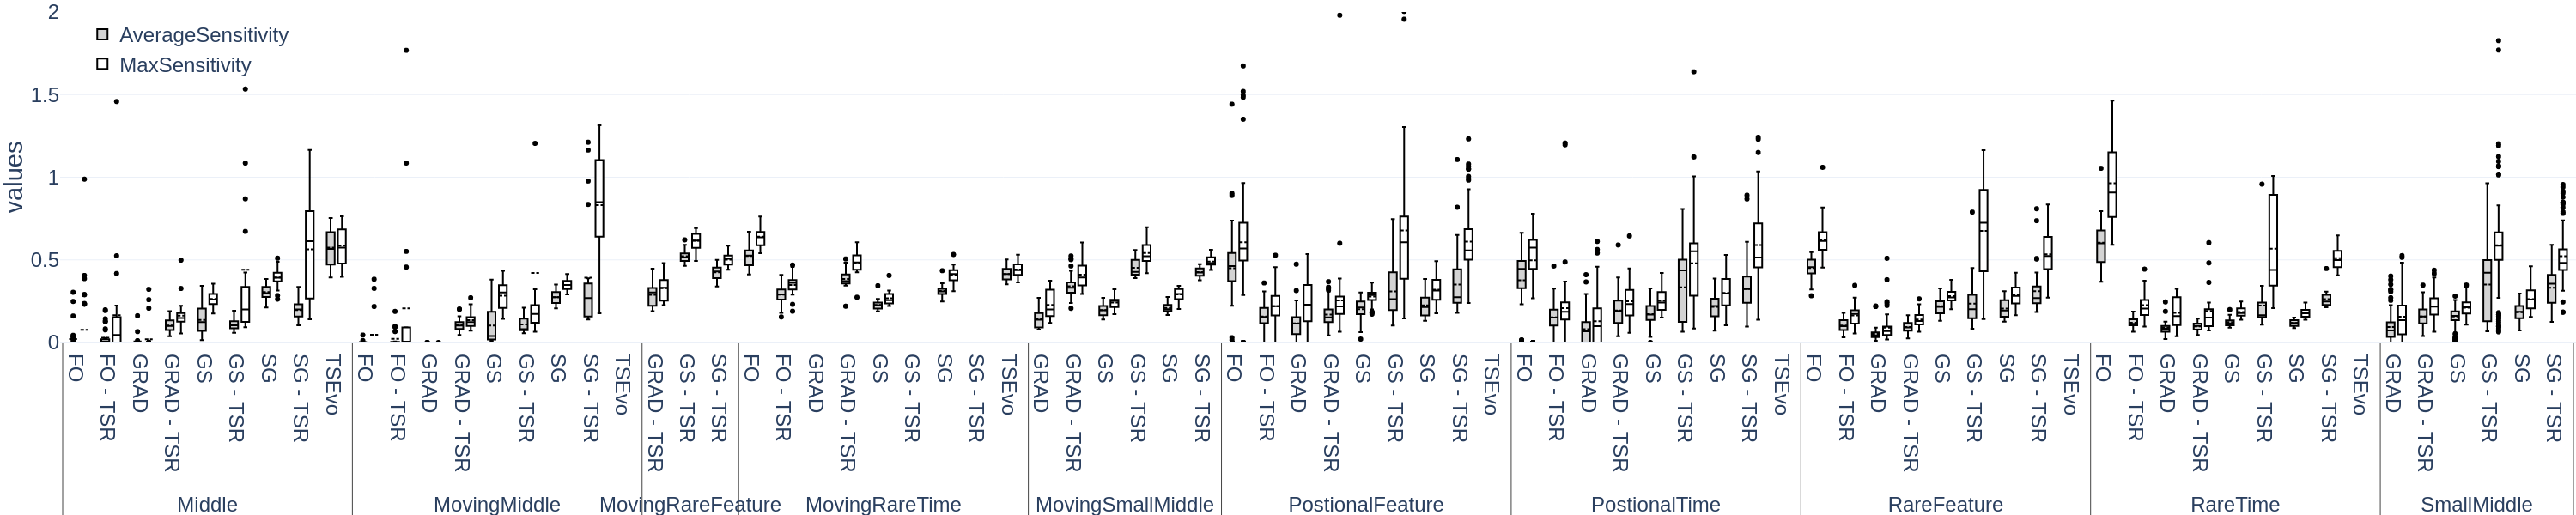 2
1.5
1
0.5
0
values
AverageSensitivity
MaxSensitivity
FO
FO - TSR
GRAD
GRAD - TSR
GS
GS - TSR
SG
SG - TSR
TSEvo
FO
FO - TSR
GRAD
GRAD - TSR
GS
GS - TSR
SG
SG - TSR
TSEvo
GRAD - TSR
GS - TSR
SG - TSR
FO
FO - TSR
GRAD
GRAD - TSR
GS
GS - TSR
SG
SG - TSR
TSEvo
GRAD
GRAD - TSR
GS
GS - TSR
SG
SG - TSR
FO
FO - TSR
GRAD
GRAD - TSR
GS
GS - TSR
SG
SG - TSR
TSEvo
FO
FO - TSR
GRAD
GRAD - TSR
GS
GS - TSR
SG
SG - TSR
TSEvo
FO
FO - TSR
GRAD
GRAD - TSR
GS
GS - TSR
SG
SG - TSR
TSEvo
FO
FO - TSR
GRAD
GRAD - TSR
GS
GS - TSR
SG
SG - TSR
TSEvo
GRAD
GRAD - TSR
GS
GS - TSR
SG
SG - TSR
Middle
MovingMiddle
MovingRareFeature
MovingRareTime
MovingSmallMiddle
PostionalFeature
PostionalTime
RareFeature
RareTime
SmallMiddle